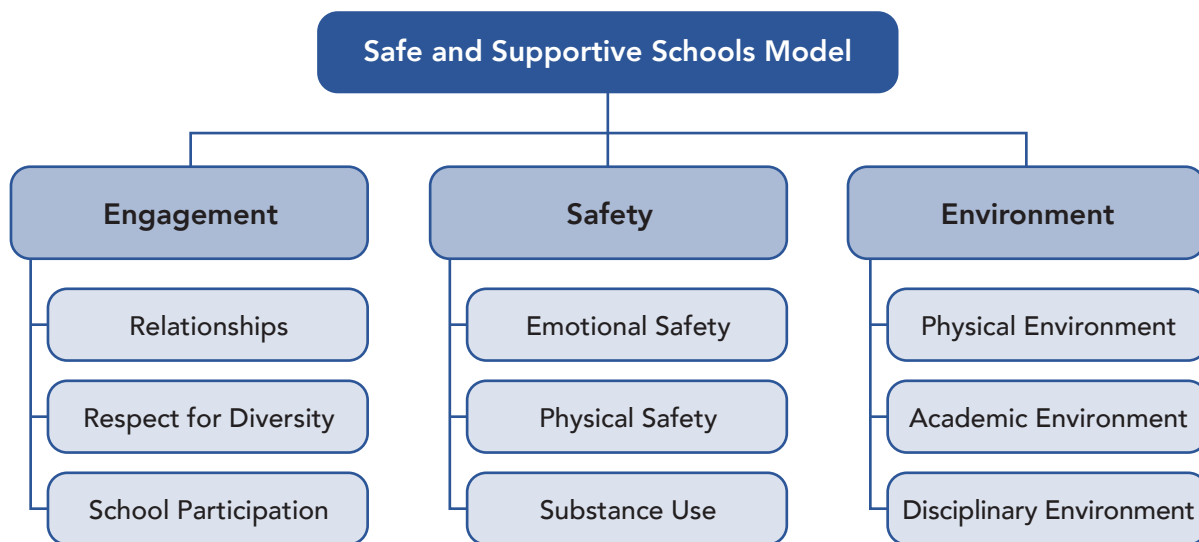 Safe and Supportive Schools Model
Engagement
Relationships
Respect for Diversity
School Participation
Safety
Emotional Safety
Physical Safety
Substance Use
Environment
Physical Environment
Academic Environment
Disciplinary Environment